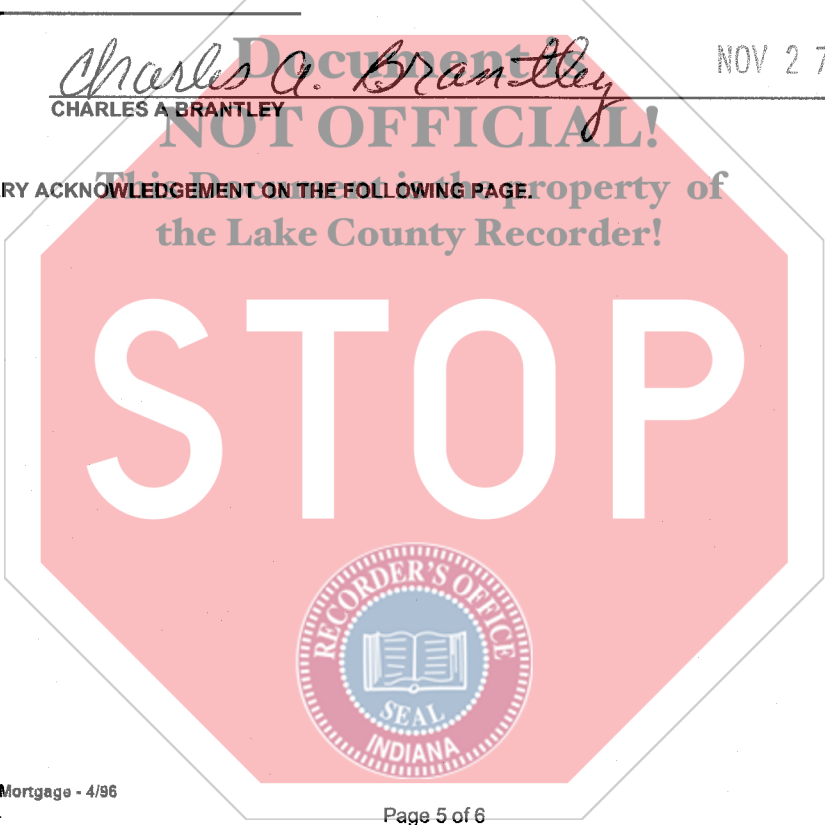 Charles A. Brantley
NOV 27
CHARLES A BRANTLEY
Document is
NOT OFFICIAL!
RY ACKNOWLEDGEMENT ON THE FOLLOWING PAGE.
This Document is the property of
the Lake County Recorder!
STOP
RECORDER'S OFFICE
SEAL
INDIANA
Mortgage - 4/96
Page 5 of 6